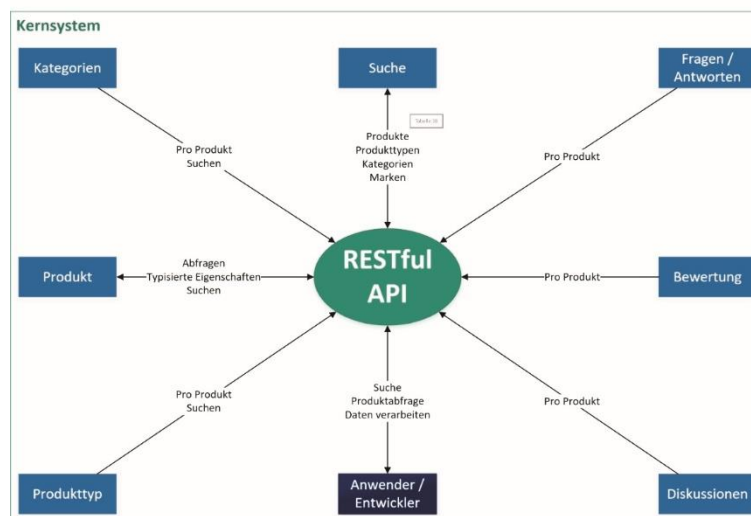 Kernsystem
Kategorien
Suche
Fragen /
Antworten
Pro Produkt
Suchen
Produkte
Produkttypen
Kategorien
Marken
Pro Produkt
Produkt
Abfragen
Typisierte Eigenschaften
Suchen
RESTful
API
Pro Produkt
Bewertung
Pro Produkt
Suchen
Suche
Produktabfrage
Daten verarbeiten
Pro Produkt
Produkttyp
Anwender /
Entwickler
Diskussionen